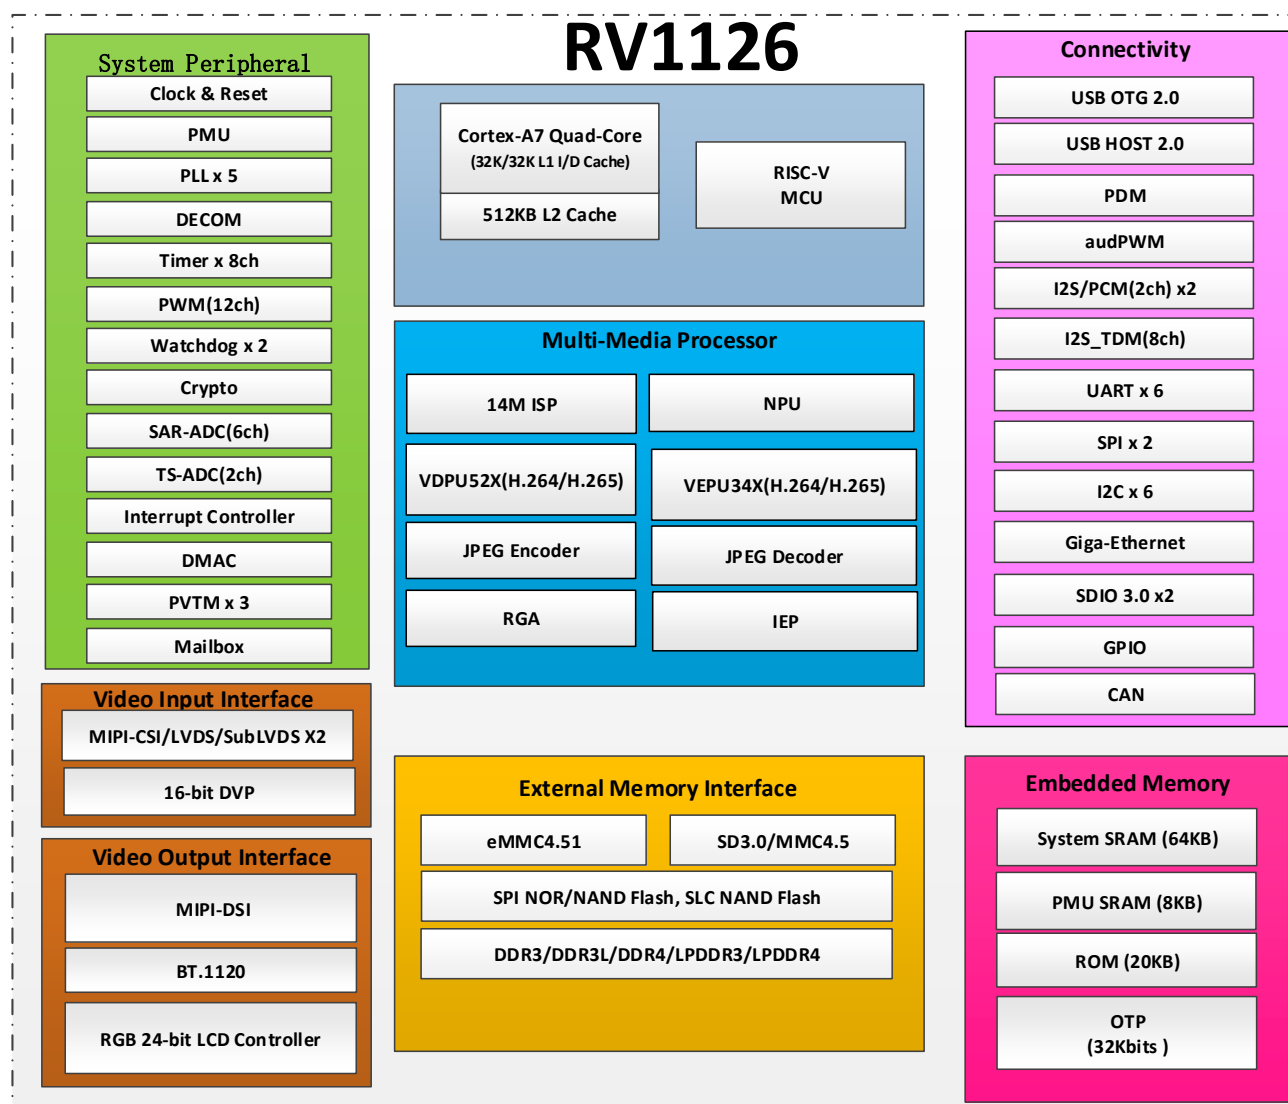 RV1126
System Peripheral
Clock & Reset
PMU
PLL x 5
DECOM
Timer x 8ch
PWM(12ch)
Watchdog x 2
Crypto
SAR-ADC(6ch)
TS-ADC(2ch)
Interrupt Controller
DMAC
PVTM x 3
Mailbox
Video Input Interface
MIPI-CSI/LVDS/SubLVDS X2
16-bit DVP
Video Output Interface
MIPI-DSI
BT.1120
RGB 24-bit LCD Controller
Cortex-A7 Quad-Core
(32K/32K L1 I/D Cache)
512KB L2 Cache
RISC-V
MCU
Multi-Media Processor
14M ISP
NPU
VDPU52X(H.264/H.265)
VEPU34X(H.264/H.265)
JPEG Encoder
JPEG Decoder
RGA
IEP
External Memory Interface
eMMC4.51
SD3.0/MMC4.5
SPI NOR/NAND Flash, SLC NAND Flash
DDR3/DDR3L/DDR4/LPDDR3/LPDDR4
Connectivity
USB OTG 2.0
USB HOST 2.0
PDM
audPWM
I2S/PCM(2ch) x2
I2S_TDM(8ch)
UART x 6
SPI x 2
I2C x 6
Giga-Ethernet
SDIO 3.0 x2
GPIO
CAN
Embedded Memory
System SRAM (64KB)
PMU SRAM (8KB)
ROM (20KB)
OTP
(32Kbits )